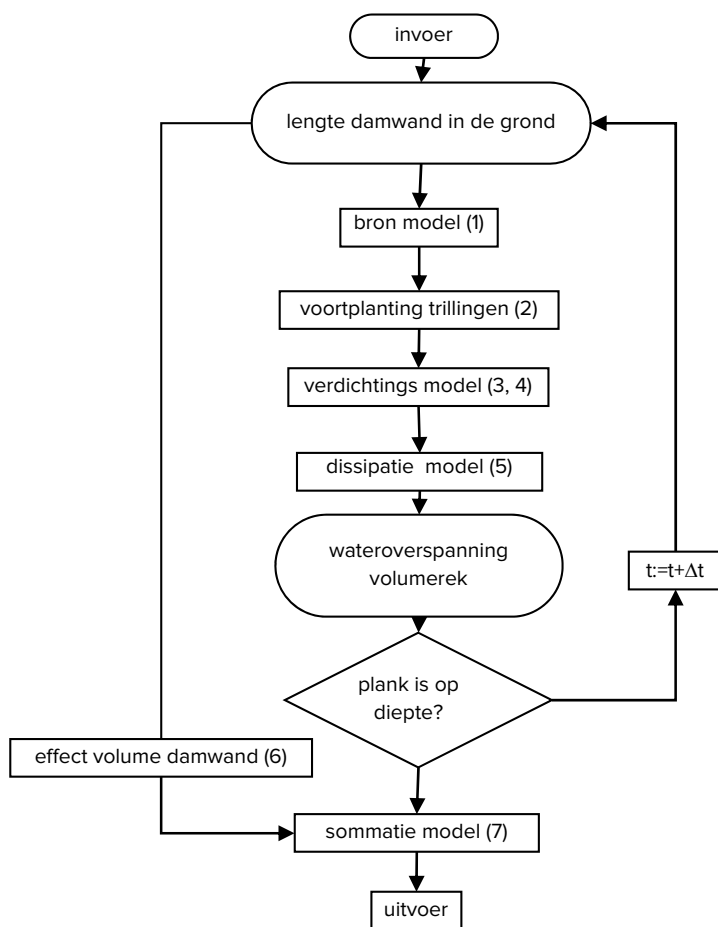 invoer
lengte damwand in de grond
bron model (1)
voortplanting trillingen (2)
verdichtings model (3, 4)
dissipatie model (5)
wateroverspanning
volumerek
t:=t+Δt
plank is op
diepte?
effect volume damwand (6)
sommatie model (7)
uitvoer